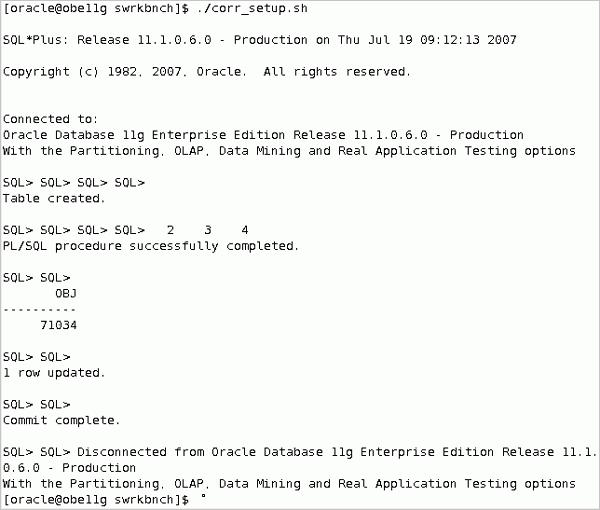 [oracle@obe11g swrkbnch]$ ./corr_setup.sh
SQL*Plus: Release 11.1.0.6.0 - Production on Thu Jul 19 09:12:13 2007
Copyright (c) 1982, 2007, Oracle.  All rights reserved.
Connected to:
Oracle Database 11g Enterprise Edition Release 11.1.0.6.0 - Production
With the Partitioning, OLAP, Data Mining and Real Application Testing options
SQL> SQL> SQL> SQL>
Table created.
SQL> SQL> SQL> SQL>   2    3    4
PL/SQL procedure successfully completed.
SQL> SQL>
       OBJ
----------
     71034
SQL> SQL>
1 row updated.
SQL> SQL>
Commit complete.
SQL> SQL> Disconnected from Oracle Database 11g Enterprise Edition Release 11.1.
0.6.0 - Production
With the Partitioning, OLAP, Data Mining and Real Application Testing options
[oracle@obe11g swrkbnch]$